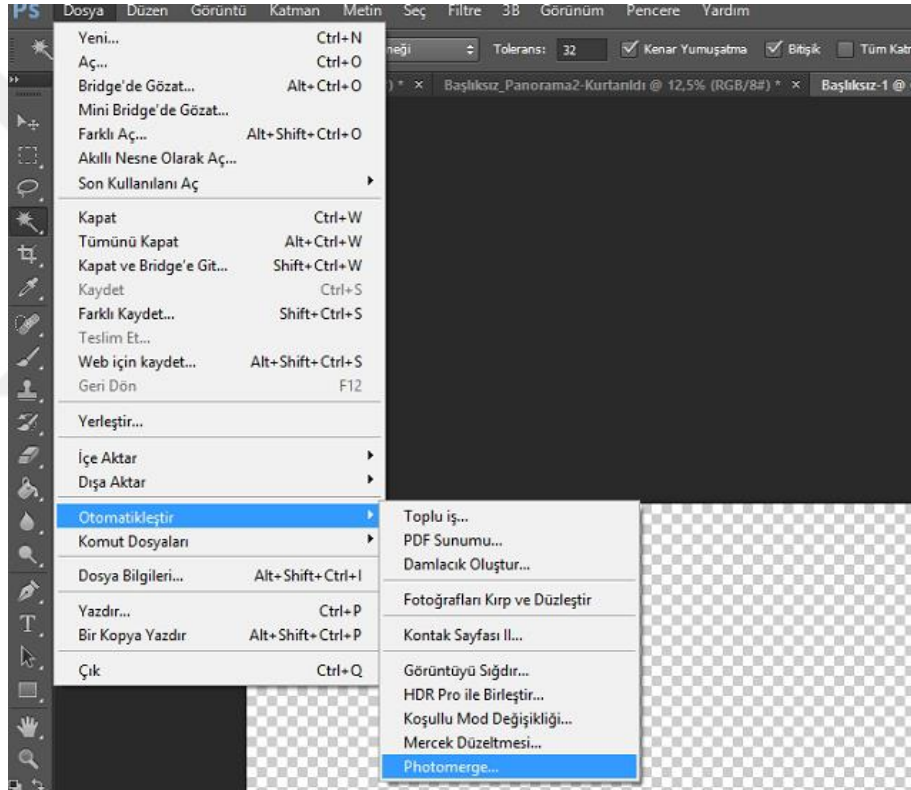 PS Dosya Düzen Görüntü Katman Metin Seç Filtre 3B Görünüm Pencere Yardım
Tolerans: 32 Kenar Yumuşatma Bitişik Tüm
Başlıksız_Panorama2-Kurtarıldı @ 12,5% (RGB/8#) * × Başlıksız-1 @
Yeni... Ctrl+N
Aç... Ctrl+O
Bridge'de Gözat... Alt+Ctrl+O
Mini Bridge'de Gözat...
Farklı Aç... Alt+Shift+Ctrl+O
Akıllı Nesne Olarak Aç...
Son Kullanılanı Aç
Kapat Ctrl+W
Tümünü Kapat Alt+Ctrl+W
Kapat ve Bridge'e Git... Shift+Ctrl+W
Kaydet Ctrl+S
Farklı Kaydet... Shift+Ctrl+S
Teslim Et...
Web için kaydet... Alt+Shift+Ctrl+S
Geri Dön F12
Yerleştir...
İçe Aktar
Dışa Aktar
Otomatikleştir
Komut Dosyaları
Dosya Bilgileri... Alt+Shift+Ctrl+I
Yazdır... Ctrl+P
Bir Kopya Yazdır Alt+Shift+Ctrl+P
Çık Ctrl+Q
Toplu iş...
PDF Sunumu...
Damlacık Oluştur...
Fotoğrafları Kırp ve Düzleştir
Kontak Sayfası II...
Görüntüyü Sığdır...
HDR Pro ile Birleştir...
Koşullu Mod Değişikliği...
Mercek Düzeltmesi...
Photomerge...